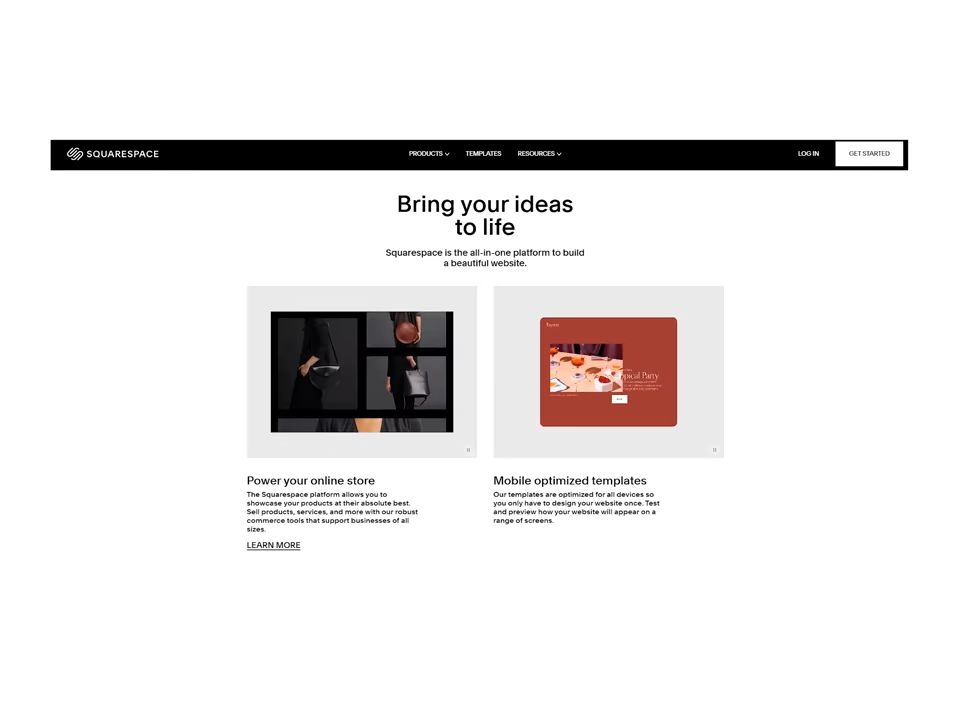 SQUARESPACE
PRODUCTS
TEMPLATES
RESOURCES
LOG IN
GET STARTED
Bring your ideas
to life
Squarespace is the all-in-one platform to build
a beautiful website.
Power your online store
The Squarespace platform allows you to
showcase your products at their absolute best.
Sell products, services, and more with our robust
commerce tools that support businesses of all
sizes.
LEARN MORE
Mobile optimized templates
Our templates are optimized for all devices so
you only have to design your website once. Test
and preview how your website will appear on a
range of screens.
Party